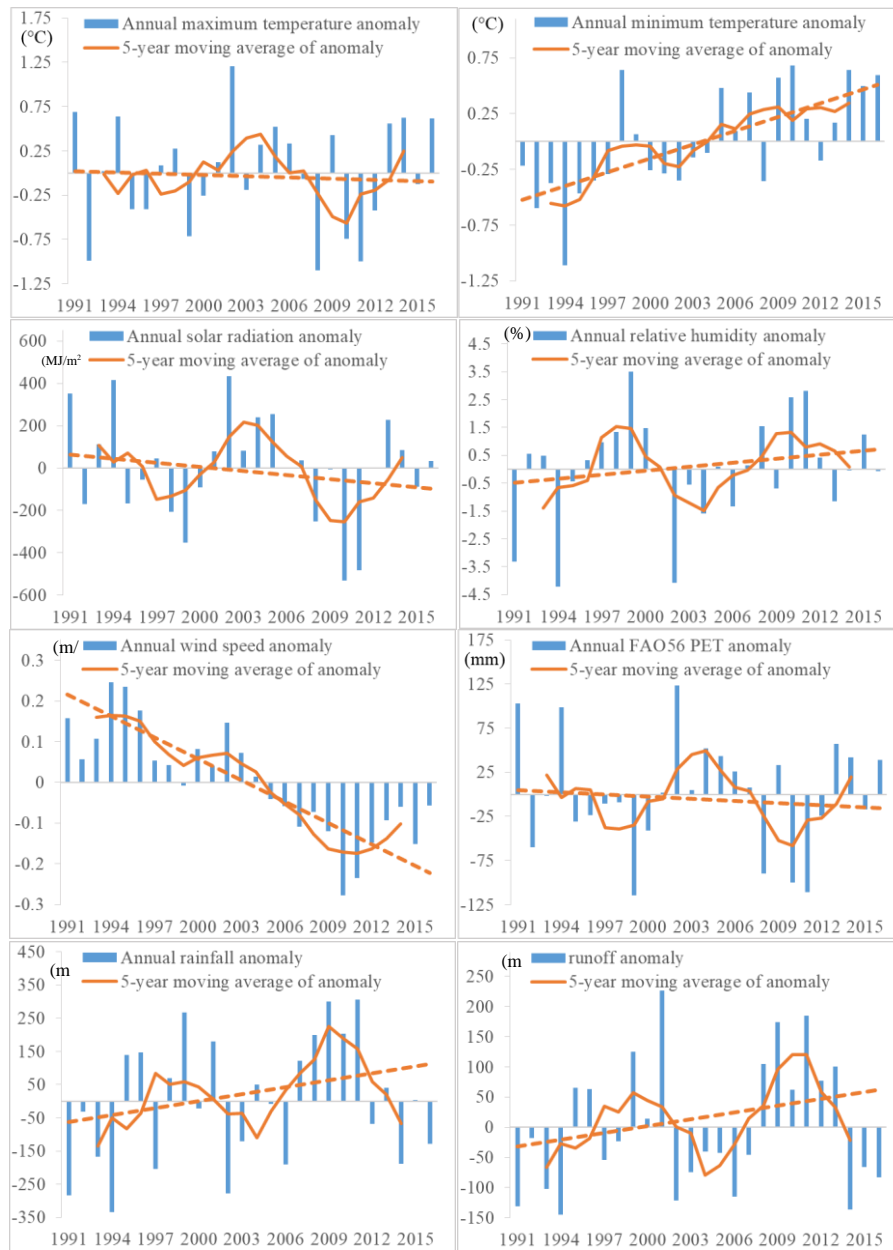 1.75
(°C)
Annual maximum temperature anomaly
5-year moving average of anomaly
1.25
0.75
0.25
-0.25
-0.75
-1.25
1991 1994 1997 2000 2003 2006 2009 2012 2015
(°C)
Annual minimum temperature anomaly
5-year moving average of anomaly
0.75
0.25
-0.25
-0.75
-1.25
1991 1994 1997 2000 2003 2006 2009 2012 2015
600
(MJ/m²
Annual solar radiation anomaly
5-year moving average of anomaly
400
200
0
-200
-400
-600
1991 1994 1997 2000 2003 2006 2009 2012 2015
(%)
Annual relative humidity anomaly
5-year moving average of anomaly
4.5
3.5
2.5
1.5
0.5
-0.5
-1.5
-2.5
-3.5
-4.5
1991 1994 1997 2000 2003 2006 2009 2012 2015
(m/
Annual wind speed anomaly
5-year moving average of anomaly
0.3
0.2
0.1
0
-0.1
-0.2
-0.3
1991 1994 1997 2000 2003 2006 2009 2012 2015
175
(mm)
Annual FAO56 PET anomaly
5-year moving average of anomaly
125
75
25
-25
-75
-125
1991 1994 1997 2000 2003 2006 2009 2012 2015
450
(m
Annual rainfall anomaly
5-year moving average of anomaly
350
250
150
50
-50
-150
-250
-350
1991 1994 1997 2000 2003 2006 2009 2012 2015
(m
runoff anomaly
5-year moving average of anomaly
250
200
150
100
50
0
-50
-100
-150
1991 1994 1997 2000 2003 2006 2009 2012 2015